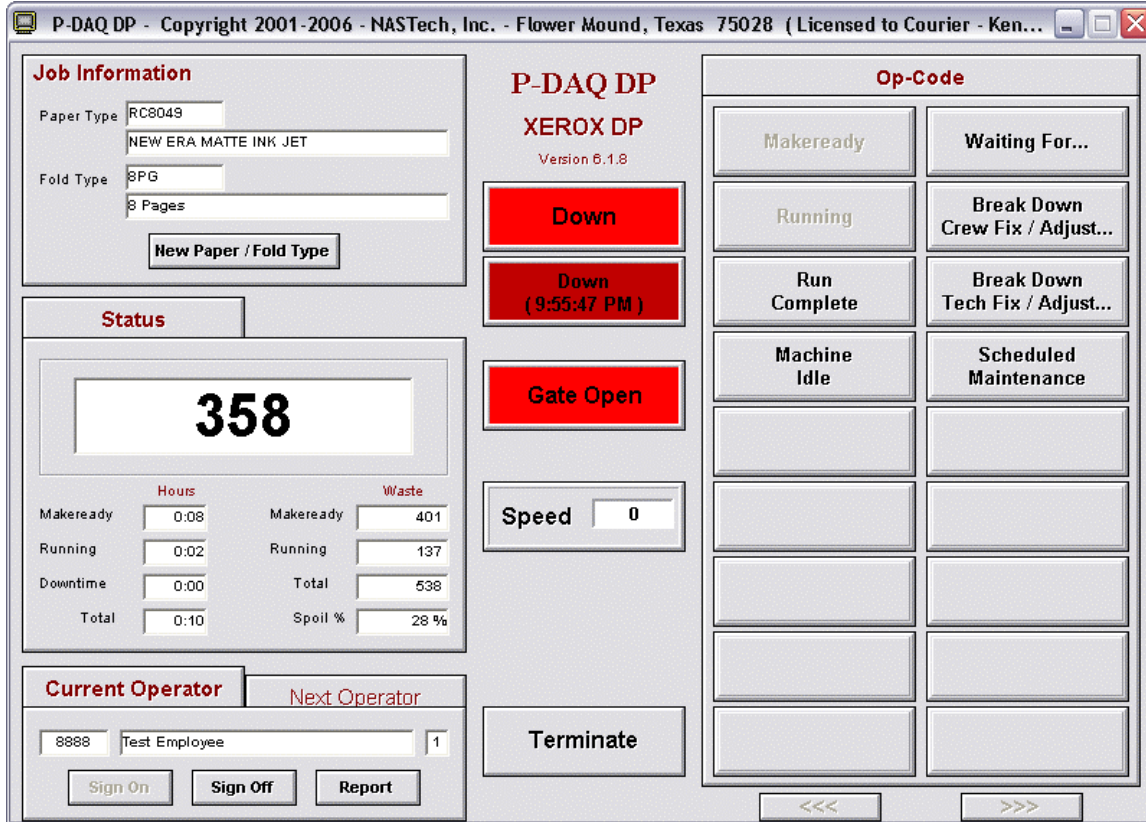 P-DAQ DP - Copyright 2001-2006 - NASTech, Inc. - Flower Mound, Texas 75028 ( Licensed to Courier - Ken...
Job Information
Paper Type RC8049
NEW ERA MATTE INK JET
Fold Type 8PG
8 Pages
New Paper / Fold Type
Status
358
Hours Waste
Makeready 0:08 Makeready 401
Running 0:02 Running 137
Downtime 0:00 Total 538
Total 0:10 Spoil % 28 %
Current Operator Next Operator
8888 Test Employee 1
Sign On Sign Off Report
P-DAQ DP
XEROX DP
Version 6.1.8
Down
Down
( 9:55:47 PM )
Gate Open
Speed 0
Terminate
Op-Code
Makeready Waiting For...
Running Break Down
Crew Fix / Adjust...
Run
Complete
Break Down
Tech Fix / Adjust...
Machine
Idle
Scheduled
Maintenance
<<< >>>